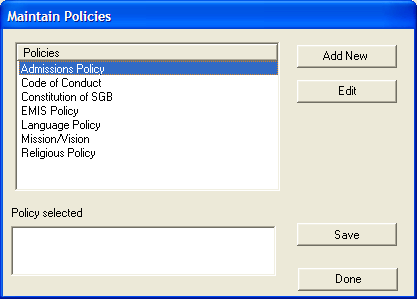 Maintain Policies
Policies
Admissions Policy
Code of Conduct
Constitution of SGB
EMIS Policy
Language Policy
Mission/Vision
Religious Policy
Add New
Edit
Policy selected
Save
Done